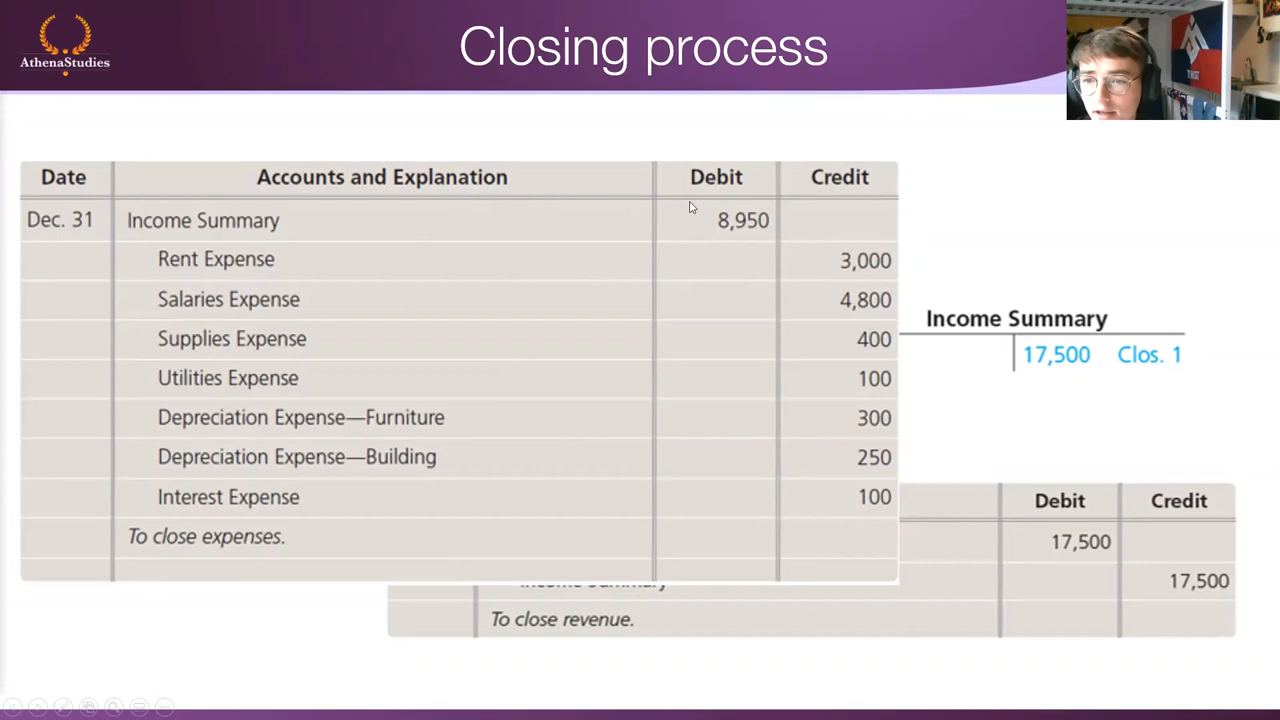 Closing process
AthenaStudies
Date Accounts and Explanation Debit Credit
Dec. 31 Income Summary 8,950
Rent Expense 3,000
Salaries Expense 4,800
Supplies Expense 400
Utilities Expense 100
Depreciation Expense—Furniture 300
Depreciation Expense—Building 250
Interest Expense 100
To close expenses.
Income Summary
17,500 Clos. 1
Debit Credit
17,500
Income Summary 17,500
To close revenue.